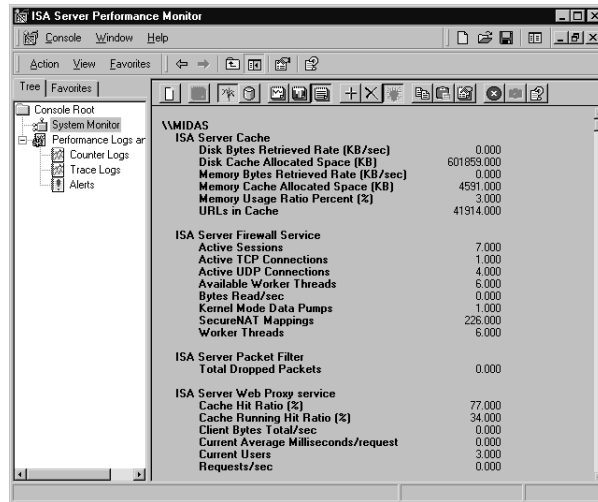 ISA Server Performance Monitor
Console Window Help
Action View Favorites
Tree Favorites
Console Root
System Monitor
Performance Logs ar
Counter Logs
Trace Logs
Alerts
\\MIDAS
ISA Server Cache
Disk Bytes Retrieved Rate (KB/sec) 0.000
Disk Cache Allocated Space (KB) 601859.000
Memory Bytes Retrieved Rate (KB/sec) 0.000
Memory Cache Allocated Space (KB) 4591.000
Memory Usage Ratio Percent (%) 3.000
URLs in Cache 41914.000
ISA Server Firewall Service
Active Sessions 7.000
Active TCP Connections 1.000
Active UDP Connections 4.000
Available Worker Threads 6.000
Bytes Read/sec 0.000
Kernel Mode Data Pumps 1.000
SecureNAT Mappings 226.000
Worker Threads 6.000
ISA Server Packet Filter
Total Dropped Packets 0.000
ISA Server Web Proxy service
Cache Hit Ratio (%) 77.000
Cache Running Hit Ratio (%) 34.000
Client Bytes Total/sec 0.000
Current Average Milliseconds/request 0.000
Current Users 3.000
Requests/sec 0.000